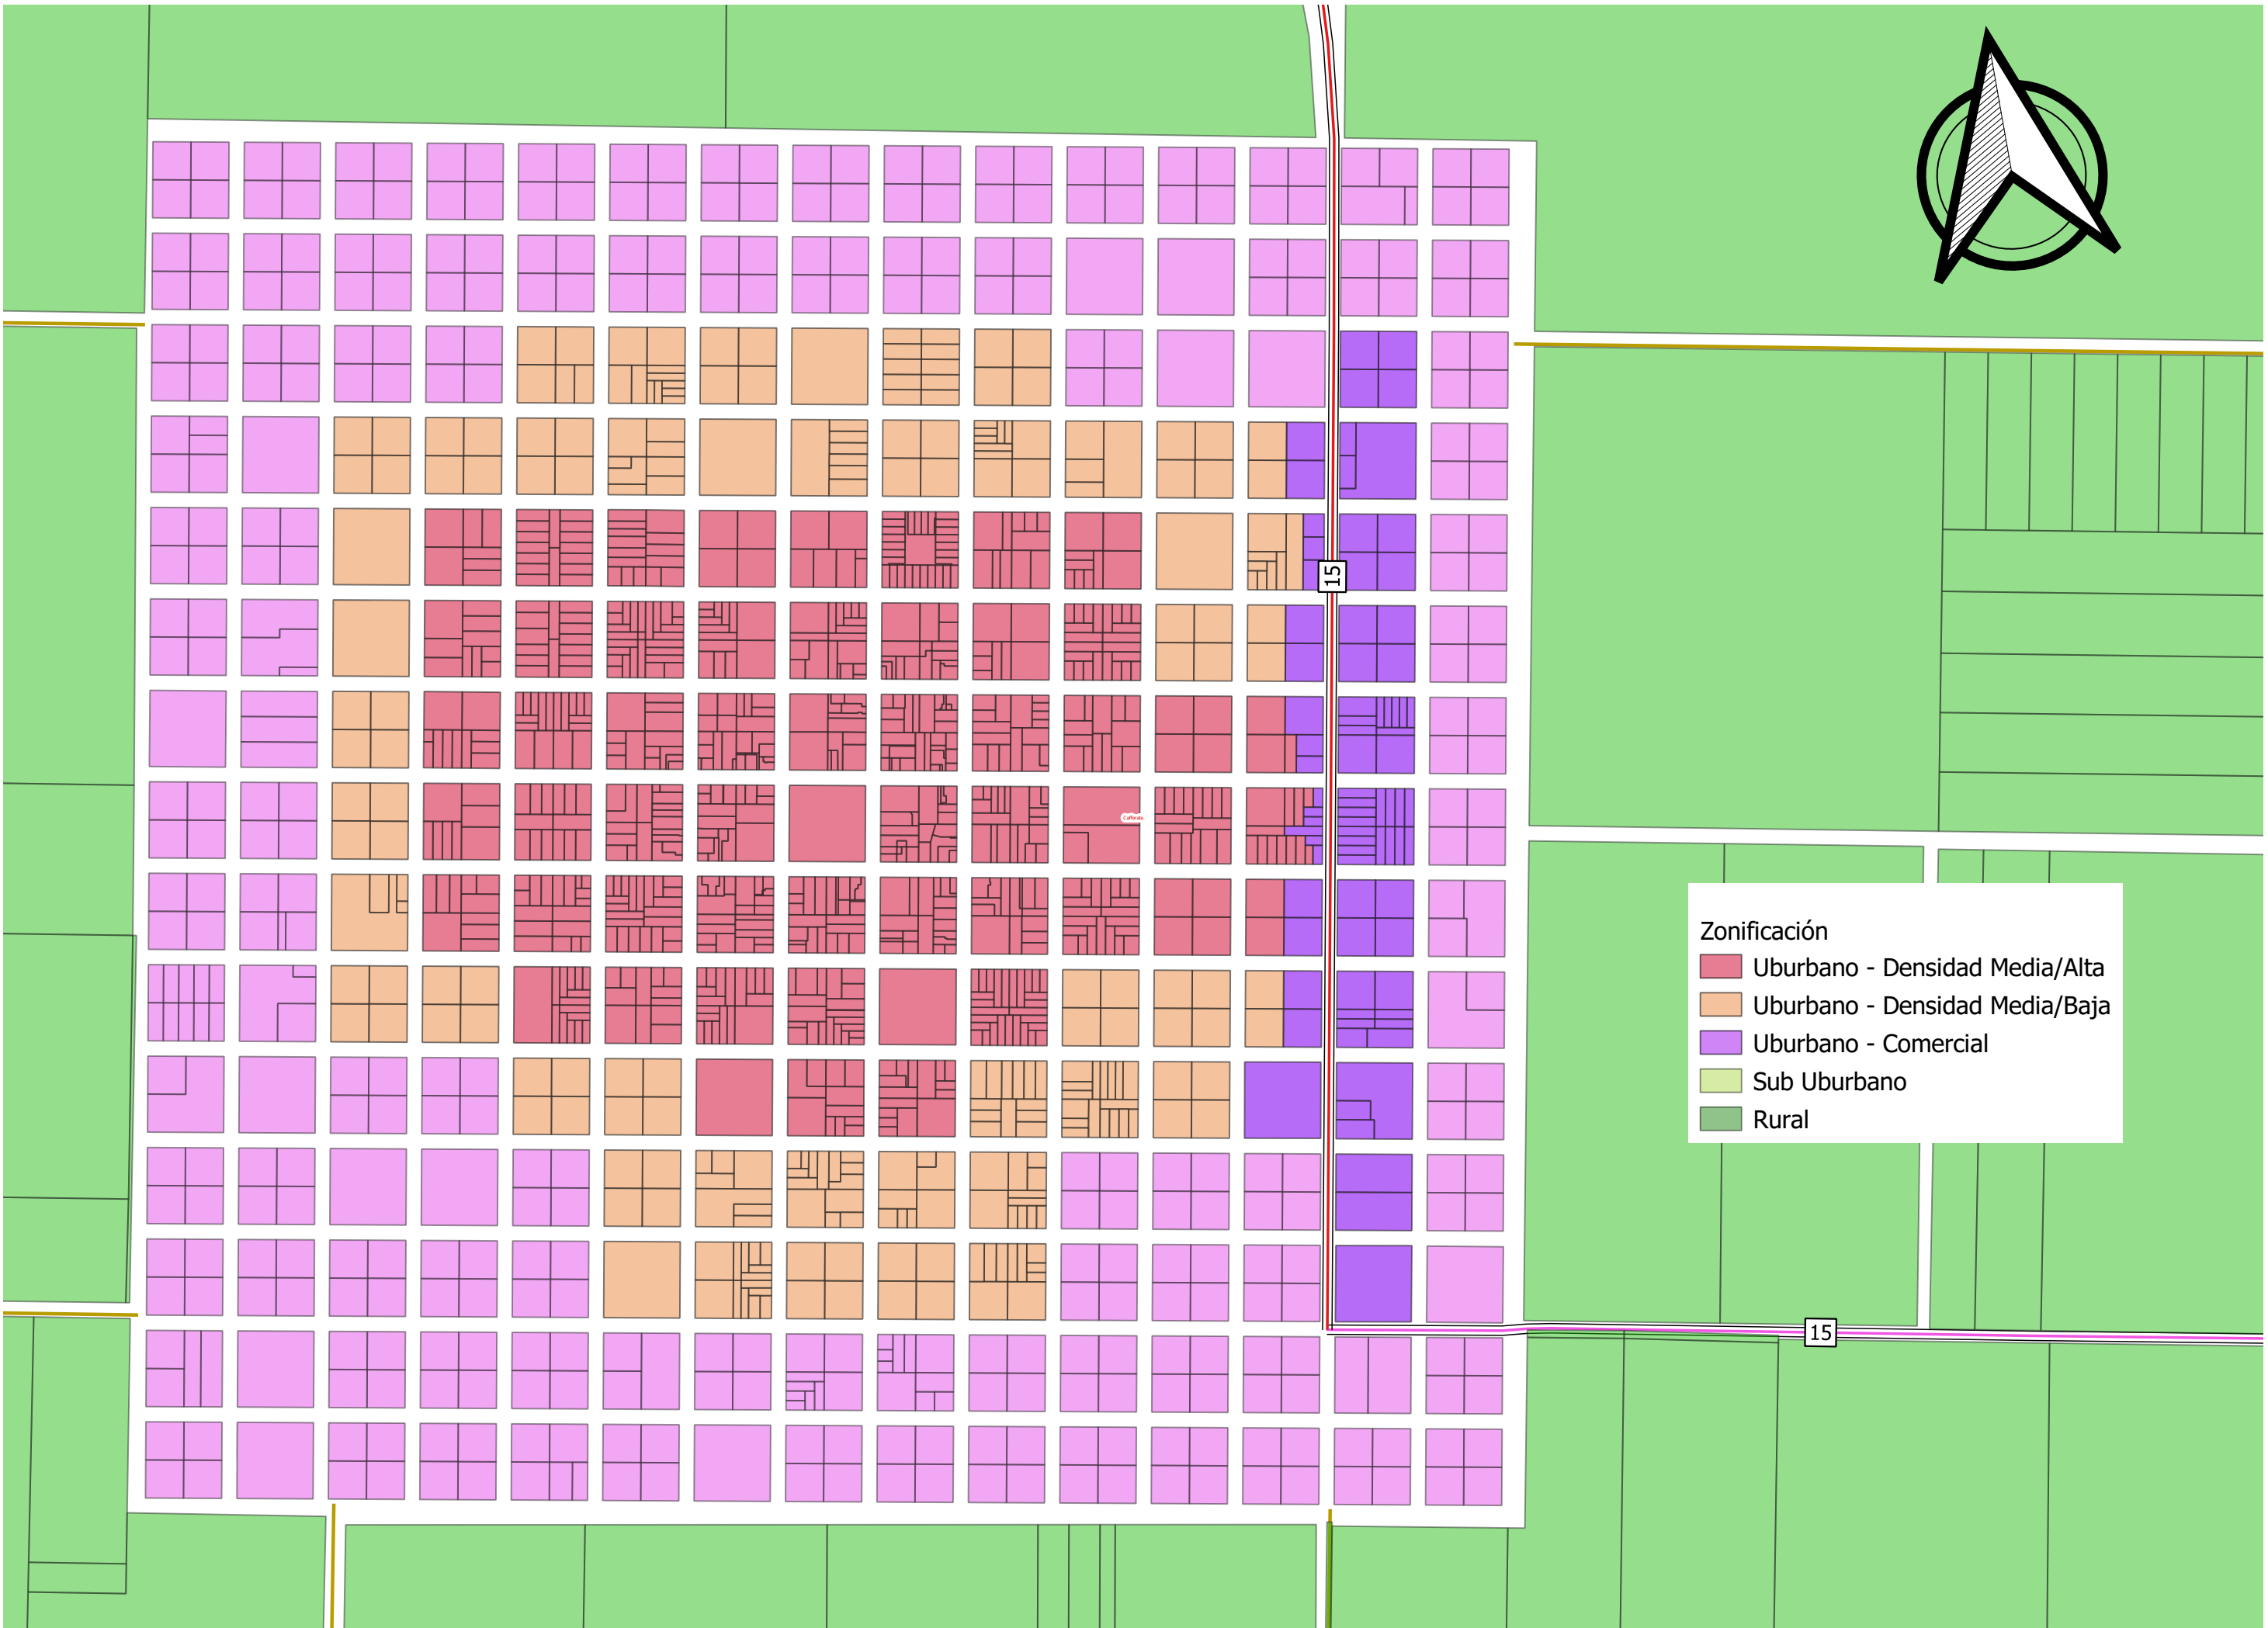 15
Zonificación
Uburbano - Densidad Media/Alta
Uburbano - Densidad Media/Baja
Uburbano - Comercial
Sub Uburbano
Rural
15